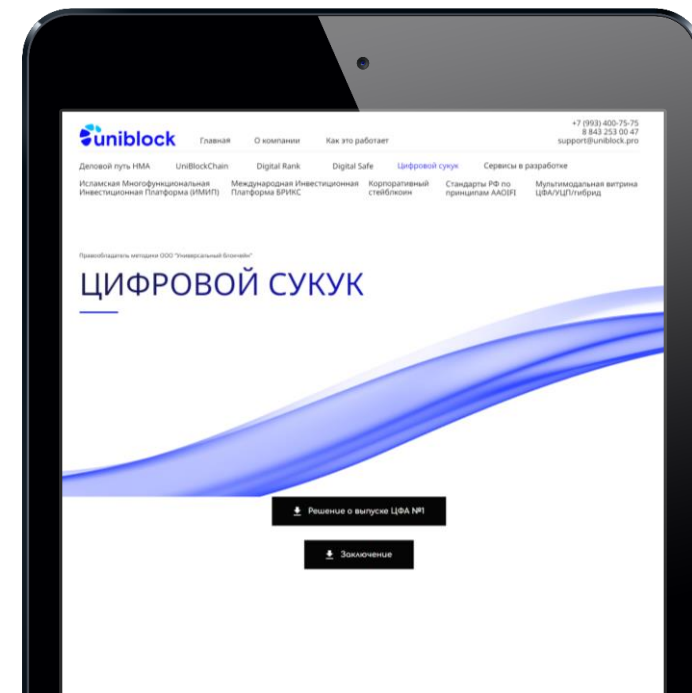 uniblock
Главная О компании Как это работает
+7 (993) 400-75-75
8 843 253 00 47
support@uniblock.pro
Деловой путь НМА UniBlockChain Digital Rank Digital Safe Цифровой сукук Сервисы в разработке
Исламская Многофункциональная Международная Инвестиционная Корпоративный Стандарты РФ по Мультимодальная витрина
Инвестиционная Платформа (ИМИП) Платформа БРИКС стейблкоин принципам AAOIFI ЦФА/УЦП/гибрид
Правообладатель методики ООО "Универсальный блокчейн"
ЦИФРОВОЙ СУКУК
Решение о выпуске ЦФА №1
Заключение